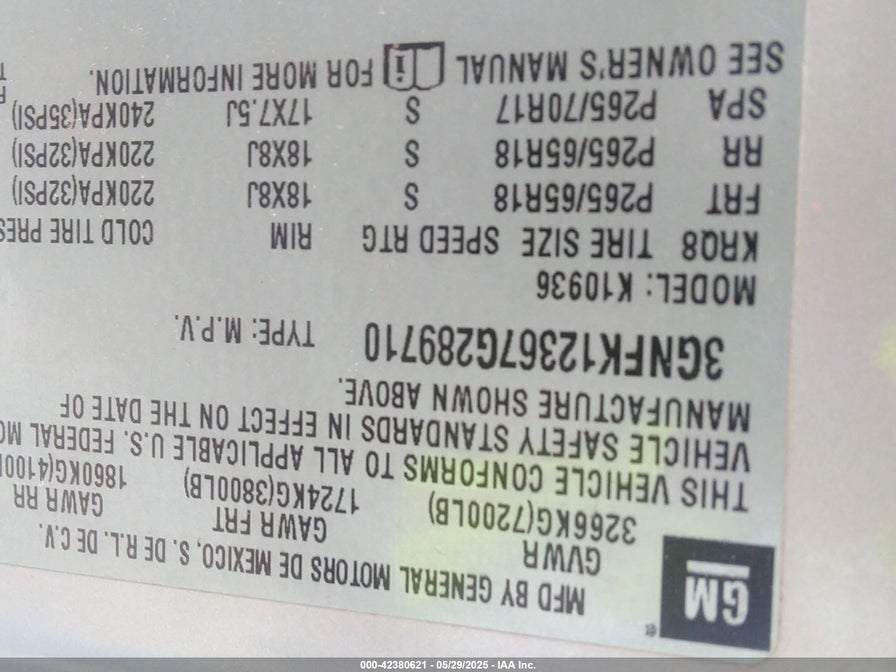 GM
MFD BY GENERAL MOTORS DE MEXICO, S. DE R.L. DE C.V.
GVWR GAWR FRT GAWR RR
3266KG(7200LB) 1724KG(3800LB) 1860KG(4100
THIS VEHICLE CONFORMS TO ALL APPLICABLE U.S. FEDERAL MO
VEHICLE SAFETY STANDARDS IN EFFECT ON THE DATE OF
MANUFACTURE SHOWN ABOVE.
3GNFK12367G289710 TYPE: M.P.V.
MODEL: K10936
KRQ8 TIRE SIZE SPEED RTG RIM COLD TIRE PRES
FRT P265/65R18 S 18X8J 220KPA(32PSI)
RR P265/65R18 S 18X8J 220KPA(32PSI)
SPA P265/70R17 S 17X7.5J 240KPA(35PSI)
SEE OWNER'S MANUAL FOR MORE INFORMATION.
000-42380621 - 05/29/2025 - IAA Inc.